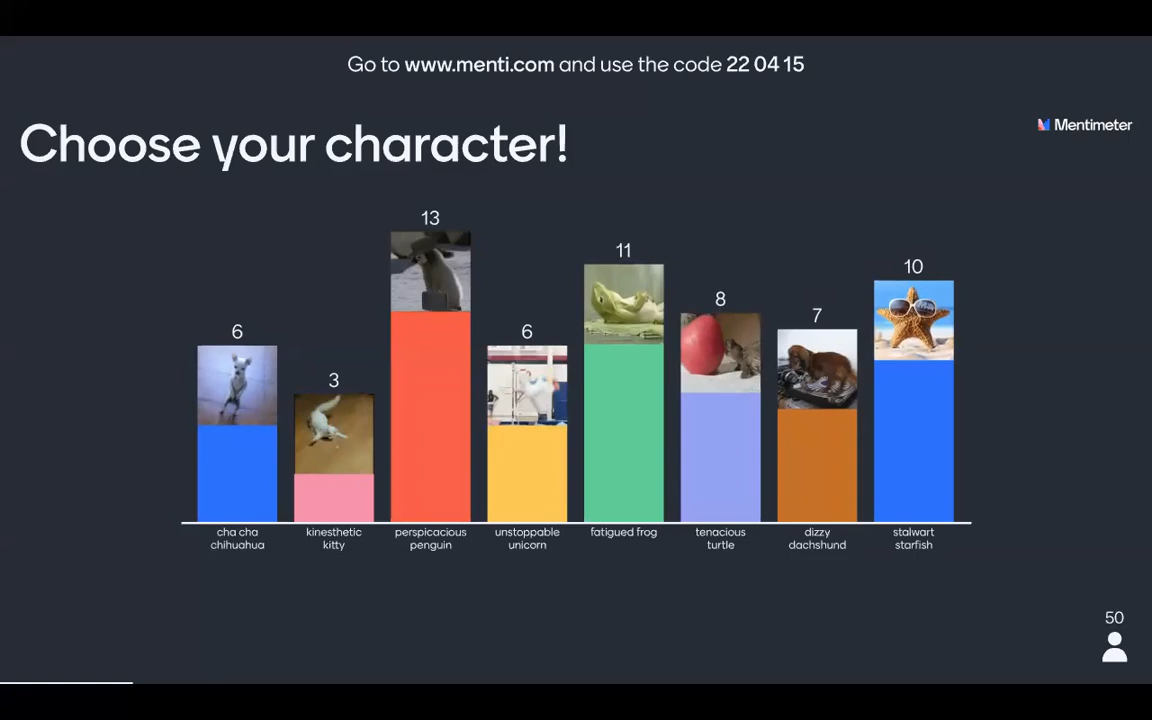 Go to www.menti.com and use the code 22 04 15
Choose your character!
Mentimeter
6
3
13
6
11
8
7
10
cha cha
chihuahua
kinesthetic
kitty
perspicacious
penguin
unstoppable
unicorn
fatigued frog
tenacious
turtle
dizzy
dachshund
stalwart
starfish
50